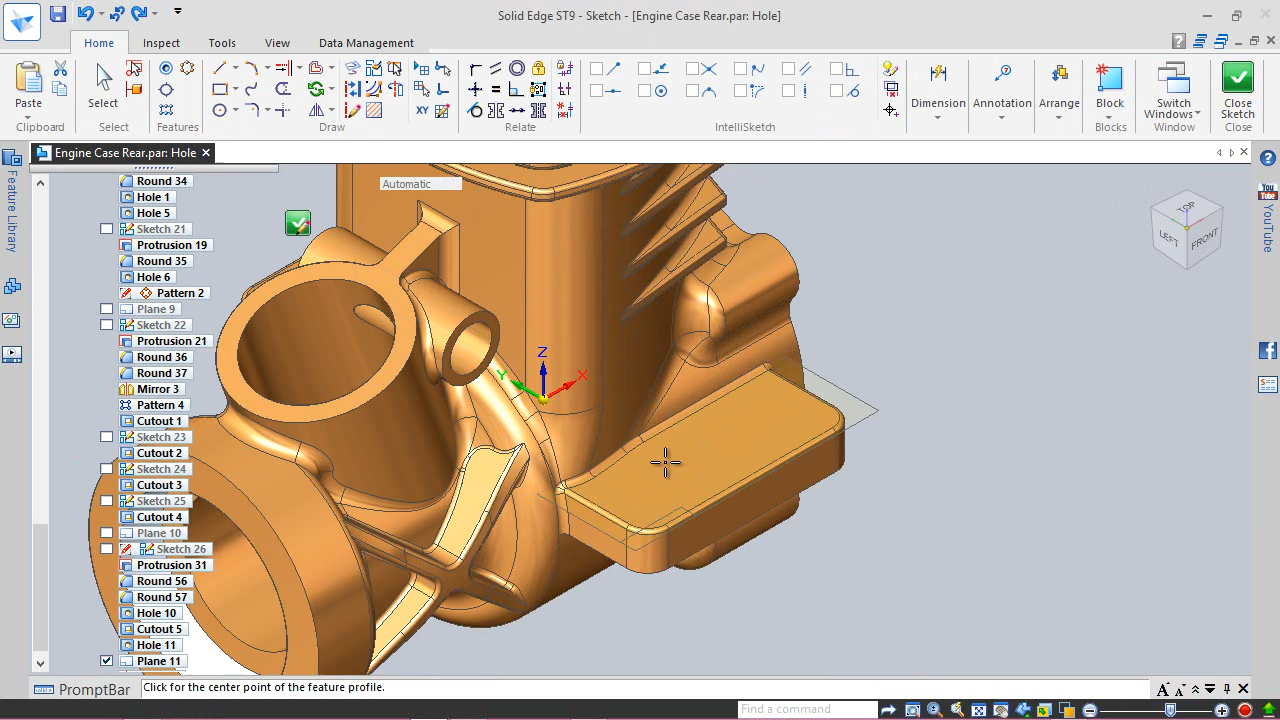 Solid Edge ST9 - Sketch - [Engine Case Rear.par: Hole]
Home
Inspect
Tools
View
Data Management
Paste
Select
Dimension
Annotation
Arrange
Block
Switch
Windows
Close
Sketch
Clipboard
Select
Features
Draw
Relate
IntelliSketch
Blocks
Window
Close
XY
Engine Case Rear.par: Hole
Feature Library
YouTube
Automatic
Round 34
Hole 1
Hole 5
Sketch 21
Protrusion 19
Round 35
Hole 6
Pattern 2
Plane 9
Sketch 22
Protrusion 21
Round 36
Round 37
Mirror 3
Pattern 4
Cutout 1
Sketch 23
Cutout 2
Sketch 24
Cutout 3
Sketch 25
Cutout 4
Plane 10
Sketch 26
Protrusion 31
Round 56
Round 57
Hole 10
Cutout 5
Hole 11
Plane 11
TOP
LEFT
FRONT
Z
Y
X
PromptBar
Click for the center point of the feature profile.
Find a command